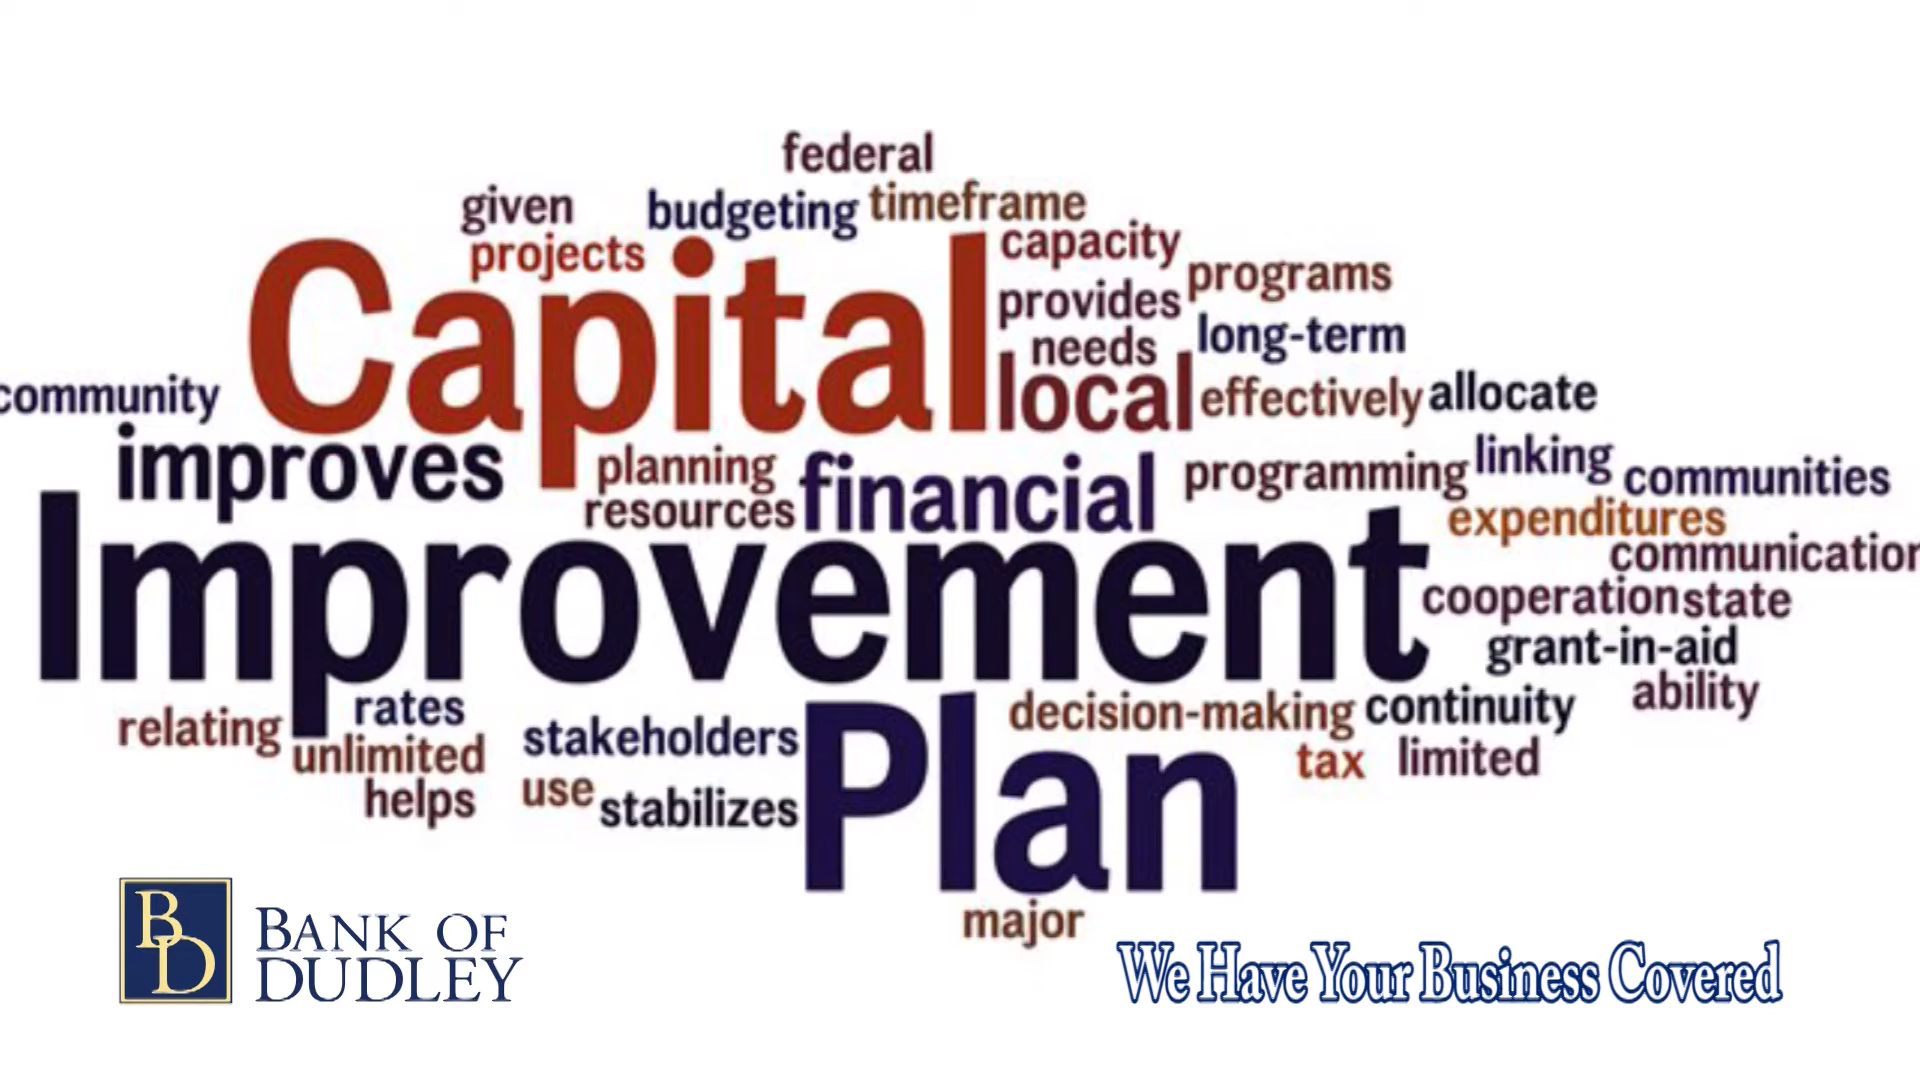 federal
given budgeting timeframe
projects capacity
Capital programs
provides
needs long-term
local effectively allocate
community
improves planning financial programming linking communities
resources expenditures
Improvement communication
cooperation state
grant-in-aid
ability
relating rates stakeholders Plan decision-making continuity
unlimited tax limited
helps use stabilizes
major
BD
BANK OF
DUDLEY
We Have Your Business Covered